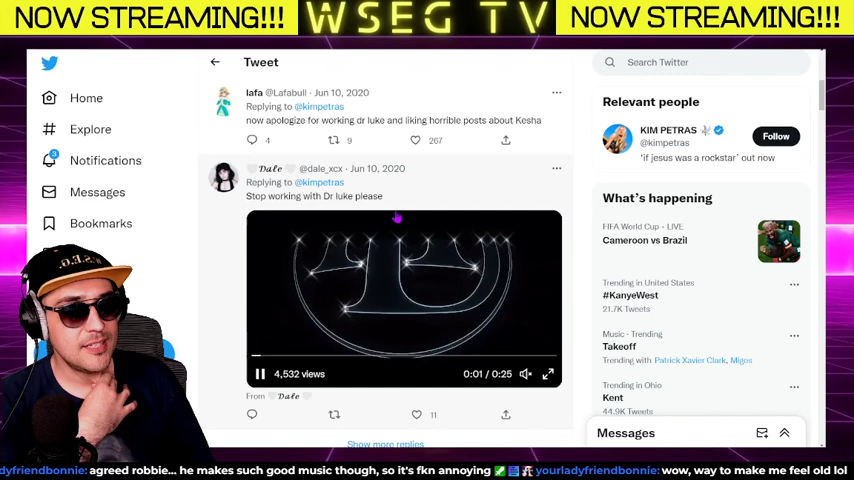 NOW STREAMING!!!
WSEG TV
NOW STREAMING!!!
Tweet
Search Twitter
lafa @Lafabull · Jun 10, 2020
Replying to @kimpetras
now apologize for working dr luke and liking horrible posts about Kesha
4
9
267
Relevant people
KIM PETRAS
@kimpetras
Follow
'if jesus was a rockstar' out now
Home
Explore
3
Notifications
Messages
Bookmarks
𝓓𝓪𝓵𝓮 @dale_xcx · Jun 10, 2020
Replying to @kimpetras
Stop working with Dr luke please
4,532 views
0:01 / 0:25
From 𝓓𝓪𝓵𝓮
11
Show more replies
What's happening
FIFA World Cup · LIVE
Cameroon vs Brazil
Trending in United States
#KanyeWest
21.7K Tweets
Music · Trending
Takeoff
Trending with Patrick Xavier Clark, Migos
Trending in Ohio
Kent
44.9K Tweets
Messages
W.S.E.G.
adyfriendbonnie: agreed robbie... he makes such good music though, so it's fkn annoying yourladyfriendbonnie: wow, way to make me feel old lol